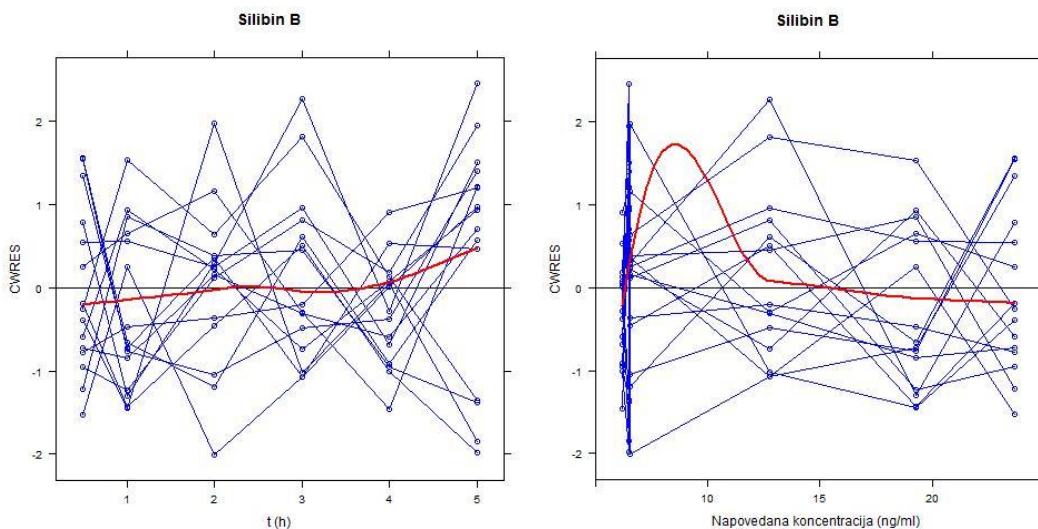 Silibin B
2
1
0
-1
-2
CWRES
1 2 3 4 5
t (h)
Silibin B
2
1
0
-1
-2
CWRES
10 15 20
Napovedana koncentracija (ng/ml)